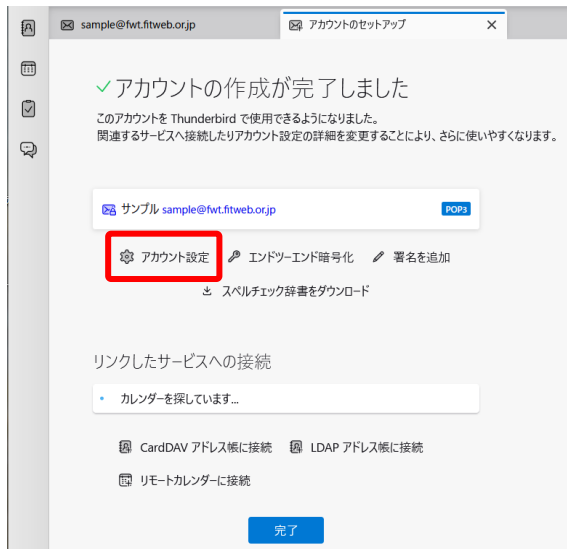 sample@fwt.fitweb.or.jp
アカウントのセットアップ
アカウントの作成が完了しました
このアカウントを Thunderbird で使用できるようになりました。
関連するサービスへ接続したりアカウント設定の詳細を変更することにより、さらに使いやすくなります。
サンプル sample@fwt.fitweb.or.jp
POP3
アカウント設定
エンドツーエンド暗号化
署名を追加
スペルチェック辞書をダウンロード
リンクしたサービスへの接続
カレンダーを探しています...
CardDAV アドレス帳に接続
LDAP アドレス帳に接続
リモートカレンダーに接続
完了